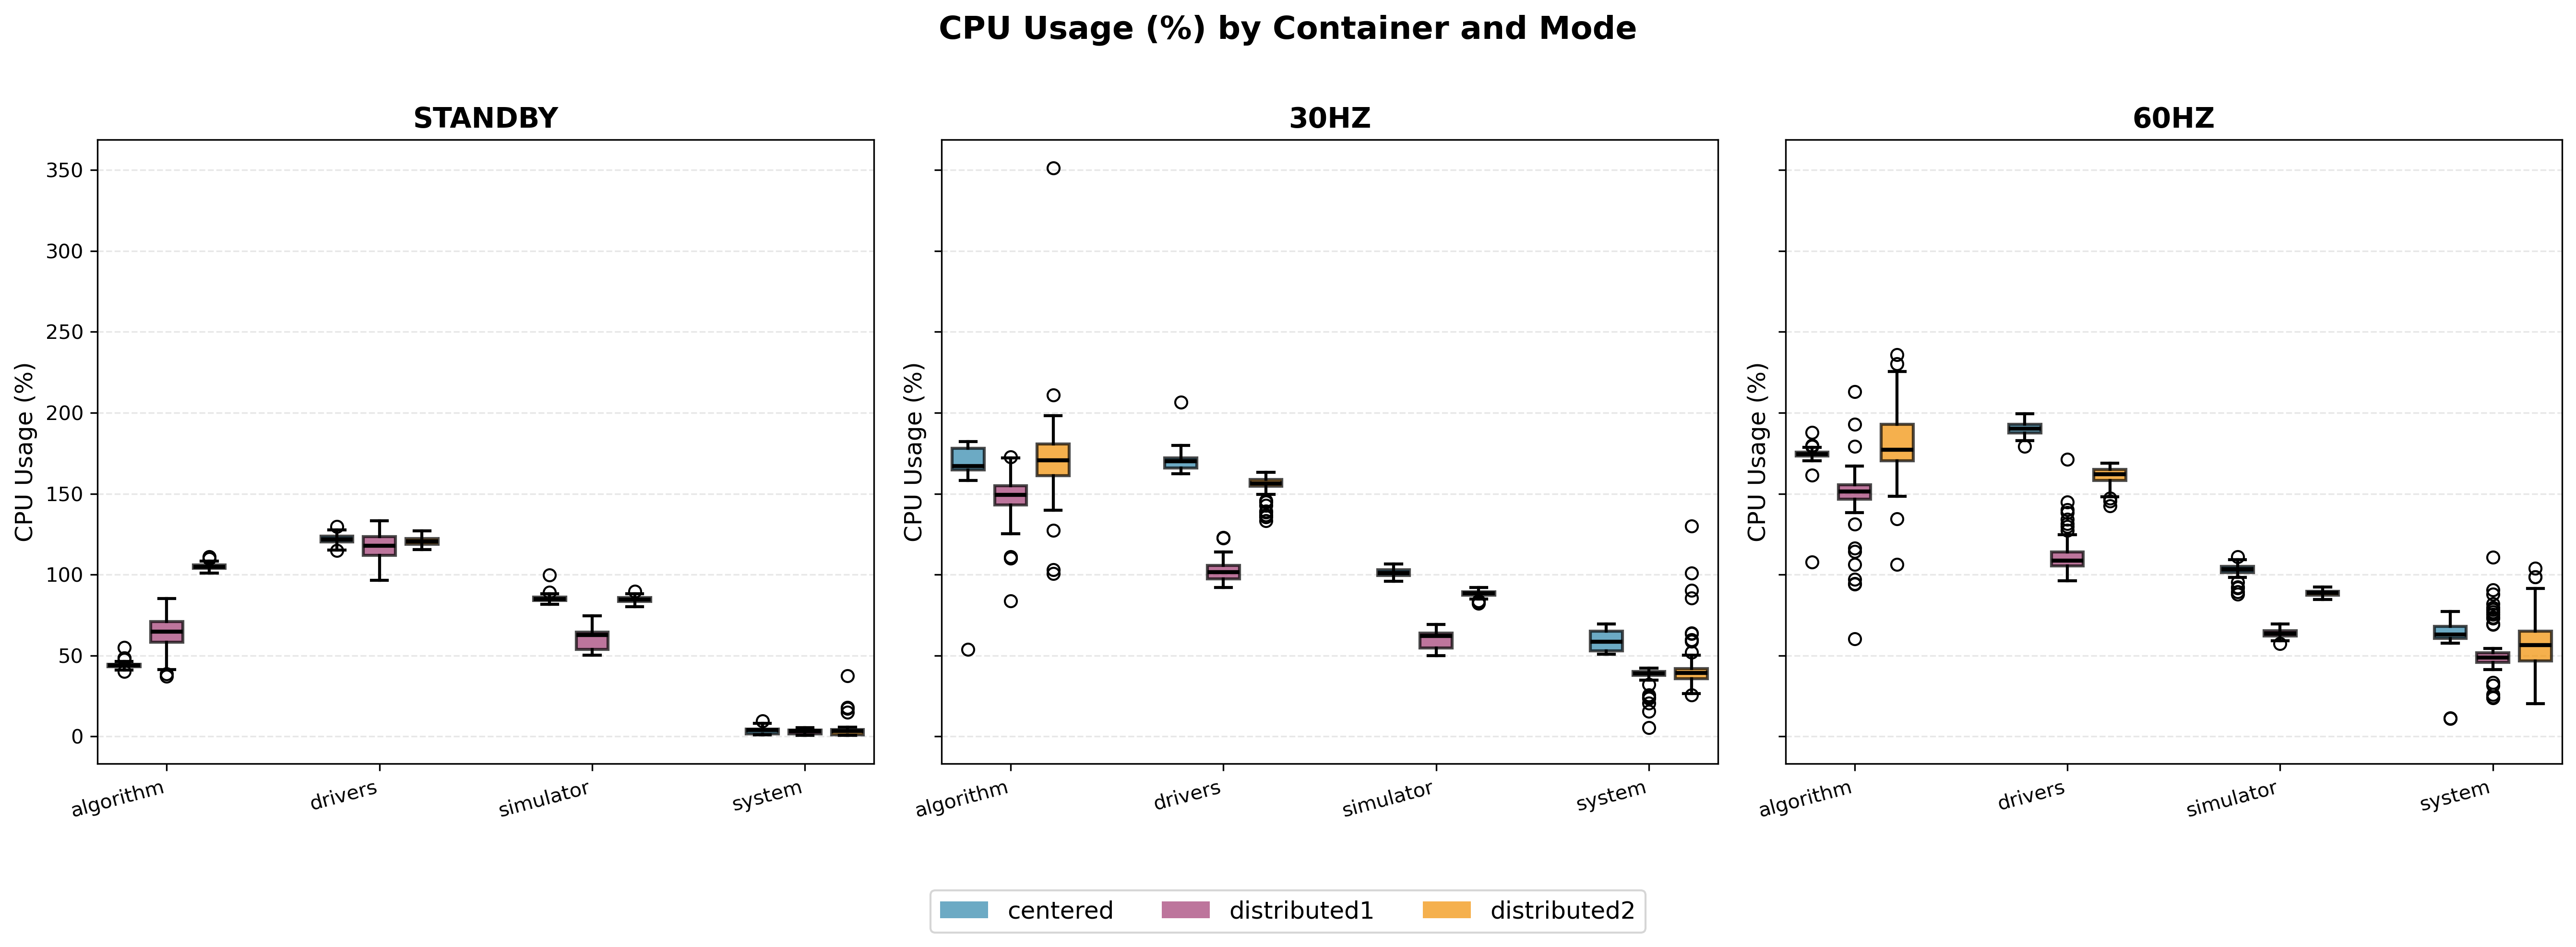 CPU Usage (%) by Container and Mode
STANDBY
30HZ
60HZ
CPU Usage (%)
350
300
250
200
150
100
50
0
algorithm
drivers
simulator
system
CPU Usage (%)
algorithm
drivers
simulator
system
CPU Usage (%)
algorithm
drivers
simulator
system
centered
distributed1
distributed2